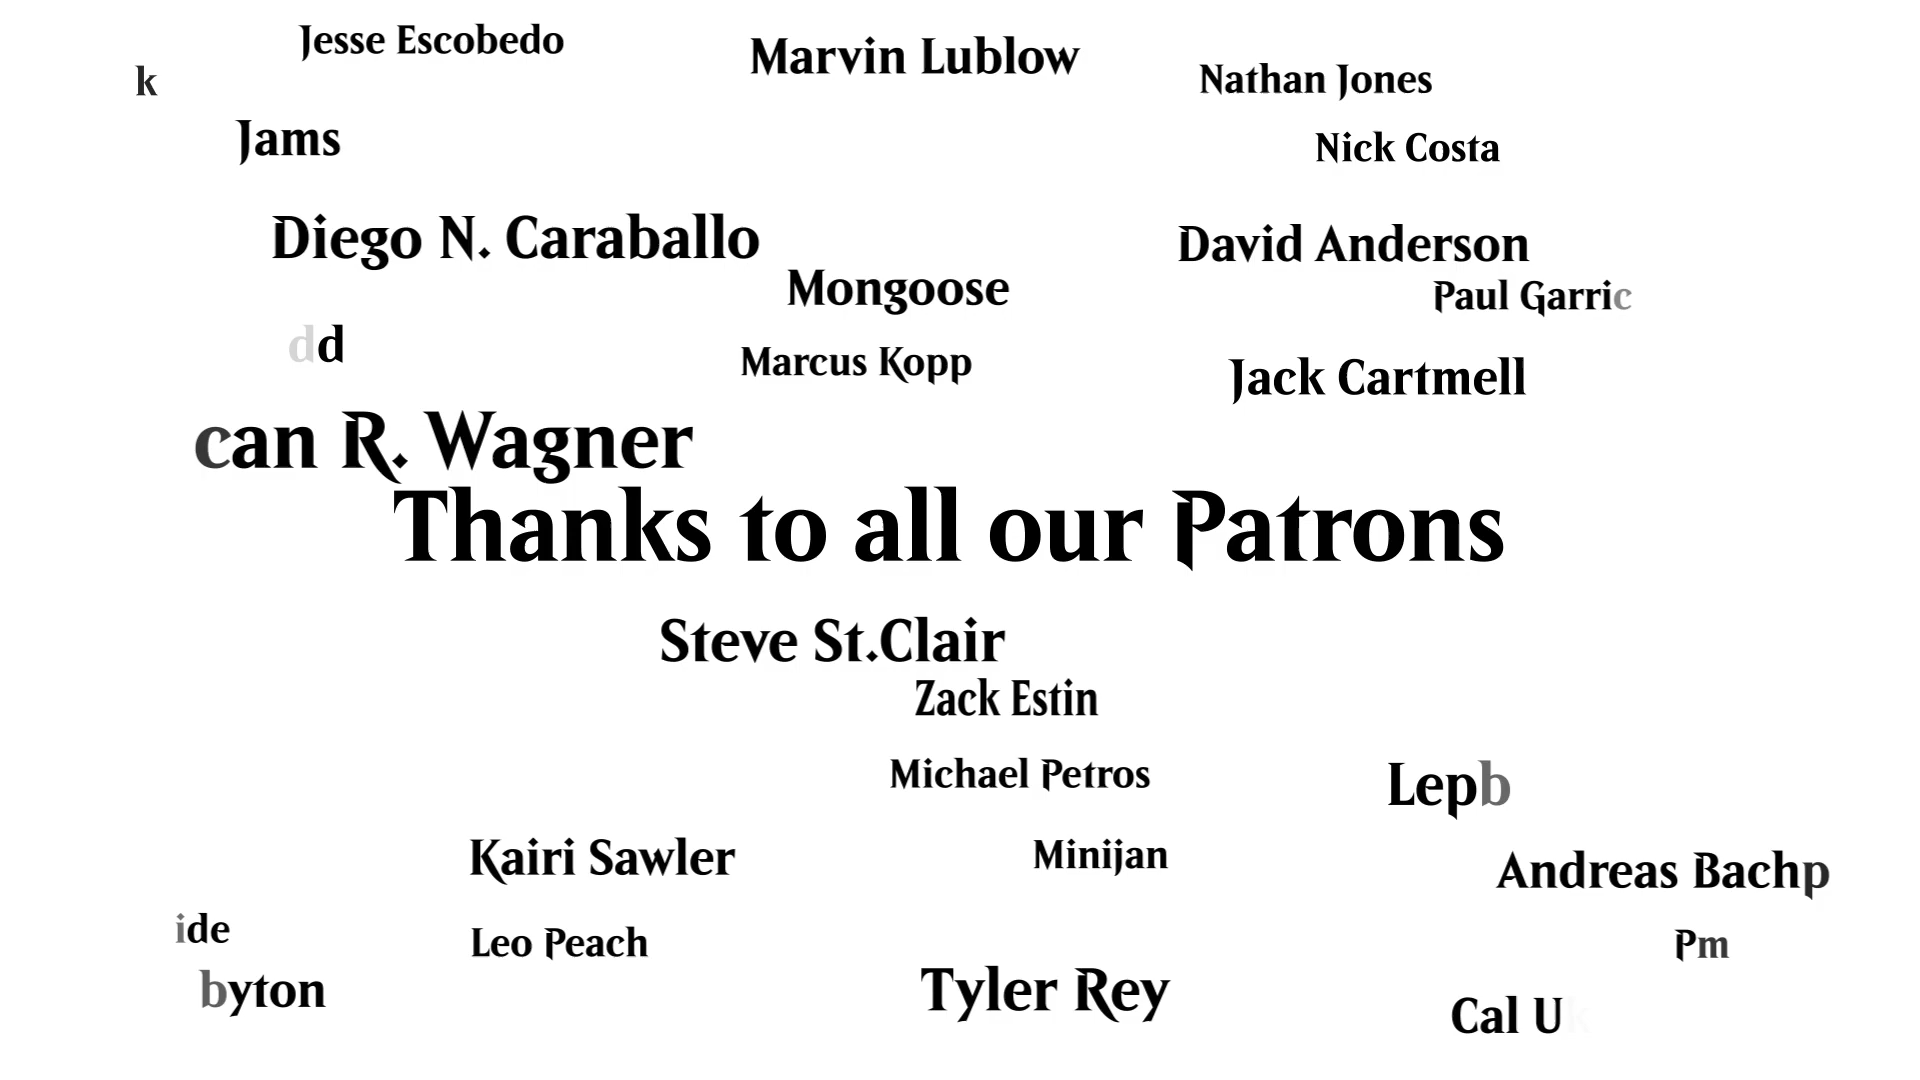 Jesse Escobedo
Marvin Lublow
k
Nathan Jones
Jams
Nick Costa
Diego N. Caraballo
David Anderson
Mongoose
Paul Garric
dd
Marcus Kopp
Jack Cartmell
can R. Wagner
Thanks to all our Patrons
Steve St.Clair
Zack Estin
Michael Petros
Lepb
Kairi Sawler
Minijan
Andreas Bachp
ide
Leo Peach
Pm
byton
Tyler Rey
Cal U